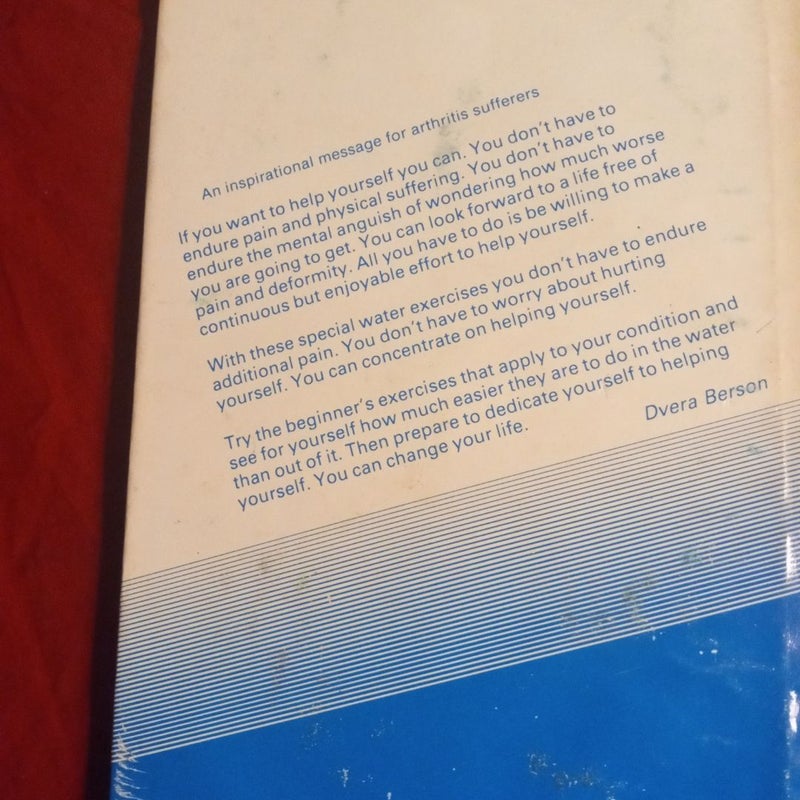 An inspirational message for arthritis sufferers
If you want to help yourself you can. You don't have to
endure pain and physical suffering. You don't have to
endure the mental anguish of wondering how much worse
you are going to get. You can look forward to a life free of
pain and deformity. All you have to do is be willing to make a
continuous but enjoyable effort to help yourself.
With these special water exercises you don't have to endure
additional pain. You don't have to worry about hurting
yourself. You can concentrate on helping yourself.
Try the beginner's exercises that apply to your condition and
see for yourself how much easier they are to do in the water
than out of it. Then prepare to dedicate yourself to helping
yourself. You can change your life.
Dvera Berson